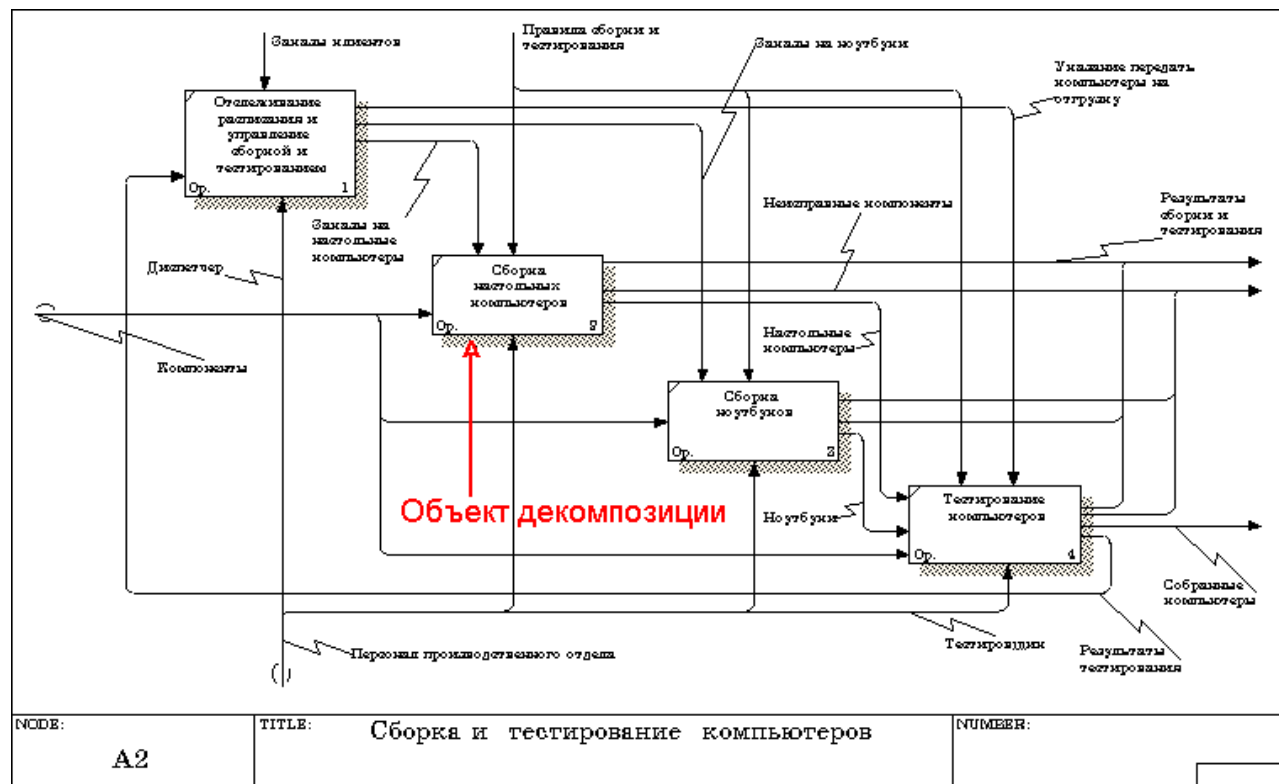 Заказы клиентов
Правила сборки и
тестирования
Заказы на ноутбуки
Указание передать
компьютеры на
отгрузку
Отслеживание
расписания и
управление
сборкой и
тестированием
Ор.
1
Заказы на
настольные
компьютеры
Неисправные компоненты
Результаты
сборки и
тестирования
Диспетчер
Сборка
настольных
компьютеров
Ор.
2
Компоненты
Настольные
компьютеры
Сборка
ноутбуков
Ор.
3
Объект декомпозиции
Ноутбуки
Тестирование
компьютеров
Ор.
4
Собранные
компьютеры
Персонал производственного отдела
Тестировщики
Результаты
тестирования
NODE:
A2
TITLE:
Сборка и тестирование компьютеров
NUMBER: